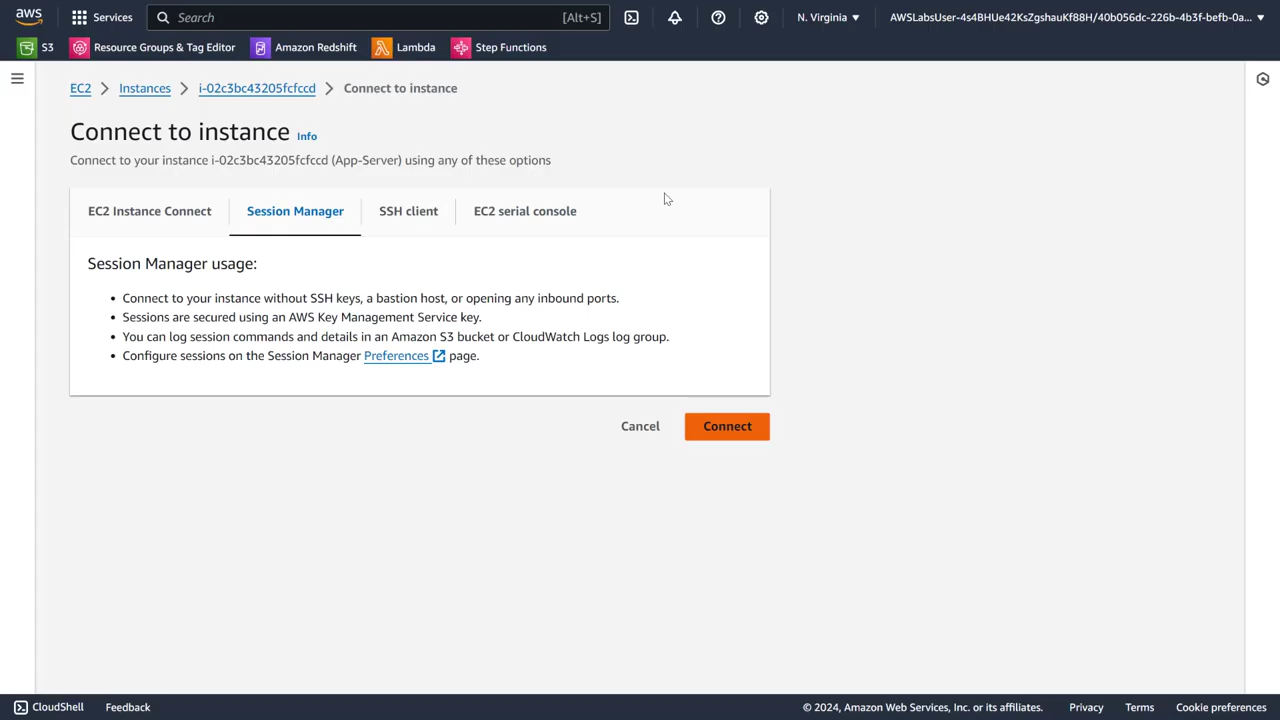 aws
Services
Search [Alt+S]
N. Virginia
AWSLabsUser-4s4BHUe42KsZgshauKf88H/40b056dc-226b-4b3f-befb-0a...
S3
Resource Groups & Tag Editor
Amazon Redshift
Lambda
Step Functions
EC2 > Instances > i-02c3bc43205fcfccd > Connect to instance
Connect to instance Info
Connect to your instance i-02c3bc43205fcfccd (App-Server) using any of these options
EC2 Instance Connect
Session Manager
SSH client
EC2 serial console
Session Manager usage:
• Connect to your instance without SSH keys, a bastion host, or opening any inbound ports.
• Sessions are secured using an AWS Key Management Service key.
• You can log session commands and details in an Amazon S3 bucket or CloudWatch Logs log group.
• Configure sessions on the Session Manager Preferences page.
Cancel
Connect
CloudShell
Feedback
© 2024, Amazon Web Services, Inc. or its affiliates.
Privacy
Terms
Cookie preferences